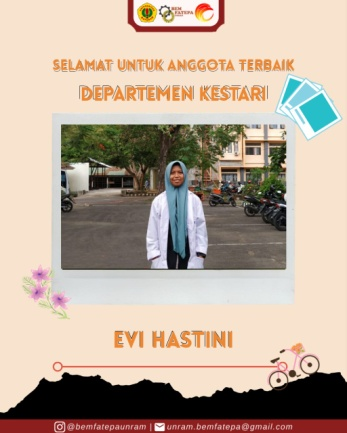 BEM
FATEPA
SELAMAT UNTUK ANGGOTA TERBAIK
DEPARTEMEN KESTARI
EVI HASTINI
@bemfatepaunram | unram.bemfatepa@gmail.com